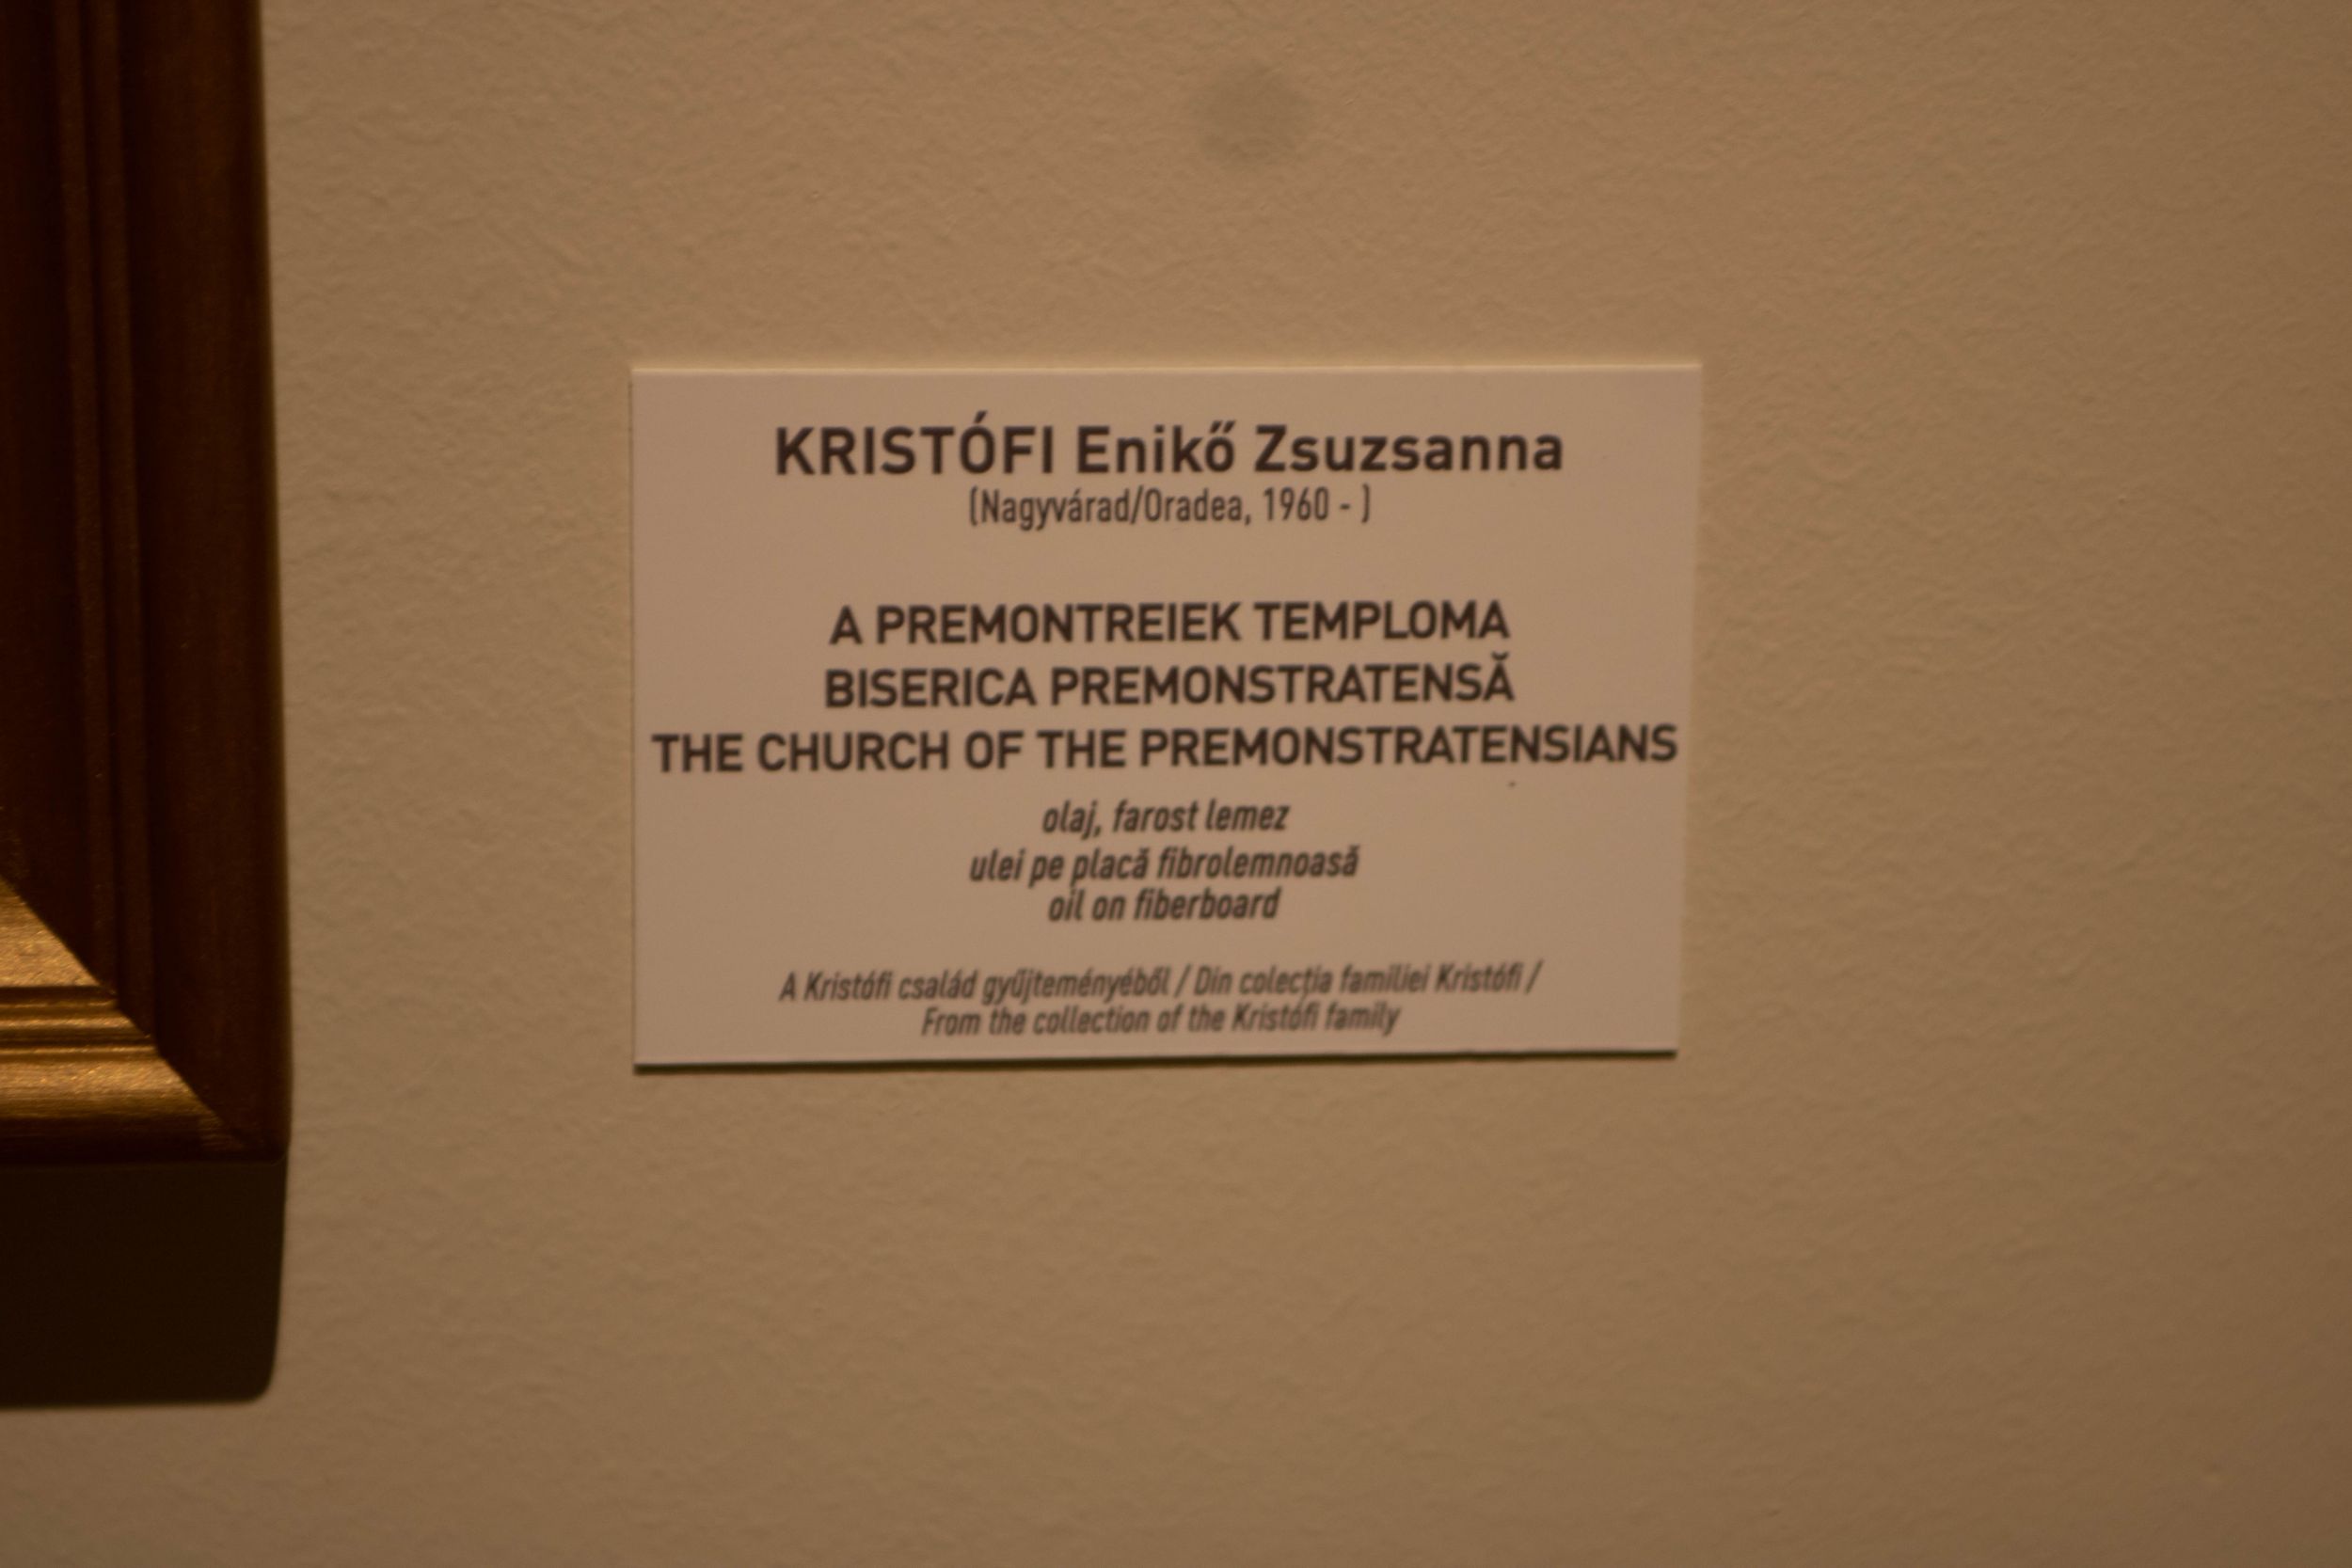 KRISTÓFI Enikő Zsuzsanna
(Nagyvárad/Oradea, 1960 - )
A PREMONTREIEK TEMPLOMA
BISERICA PREMONSTRATENSĂ
THE CHURCH OF THE PREMONSTRATENSIANS
olaj, farost lemez
ulei pe placă fibrolemnoasă
oil on fiberboard
A Kristófi család gyűjteményéből / Din colecția familiei Kristófi /
From the collection of the Kristófi family